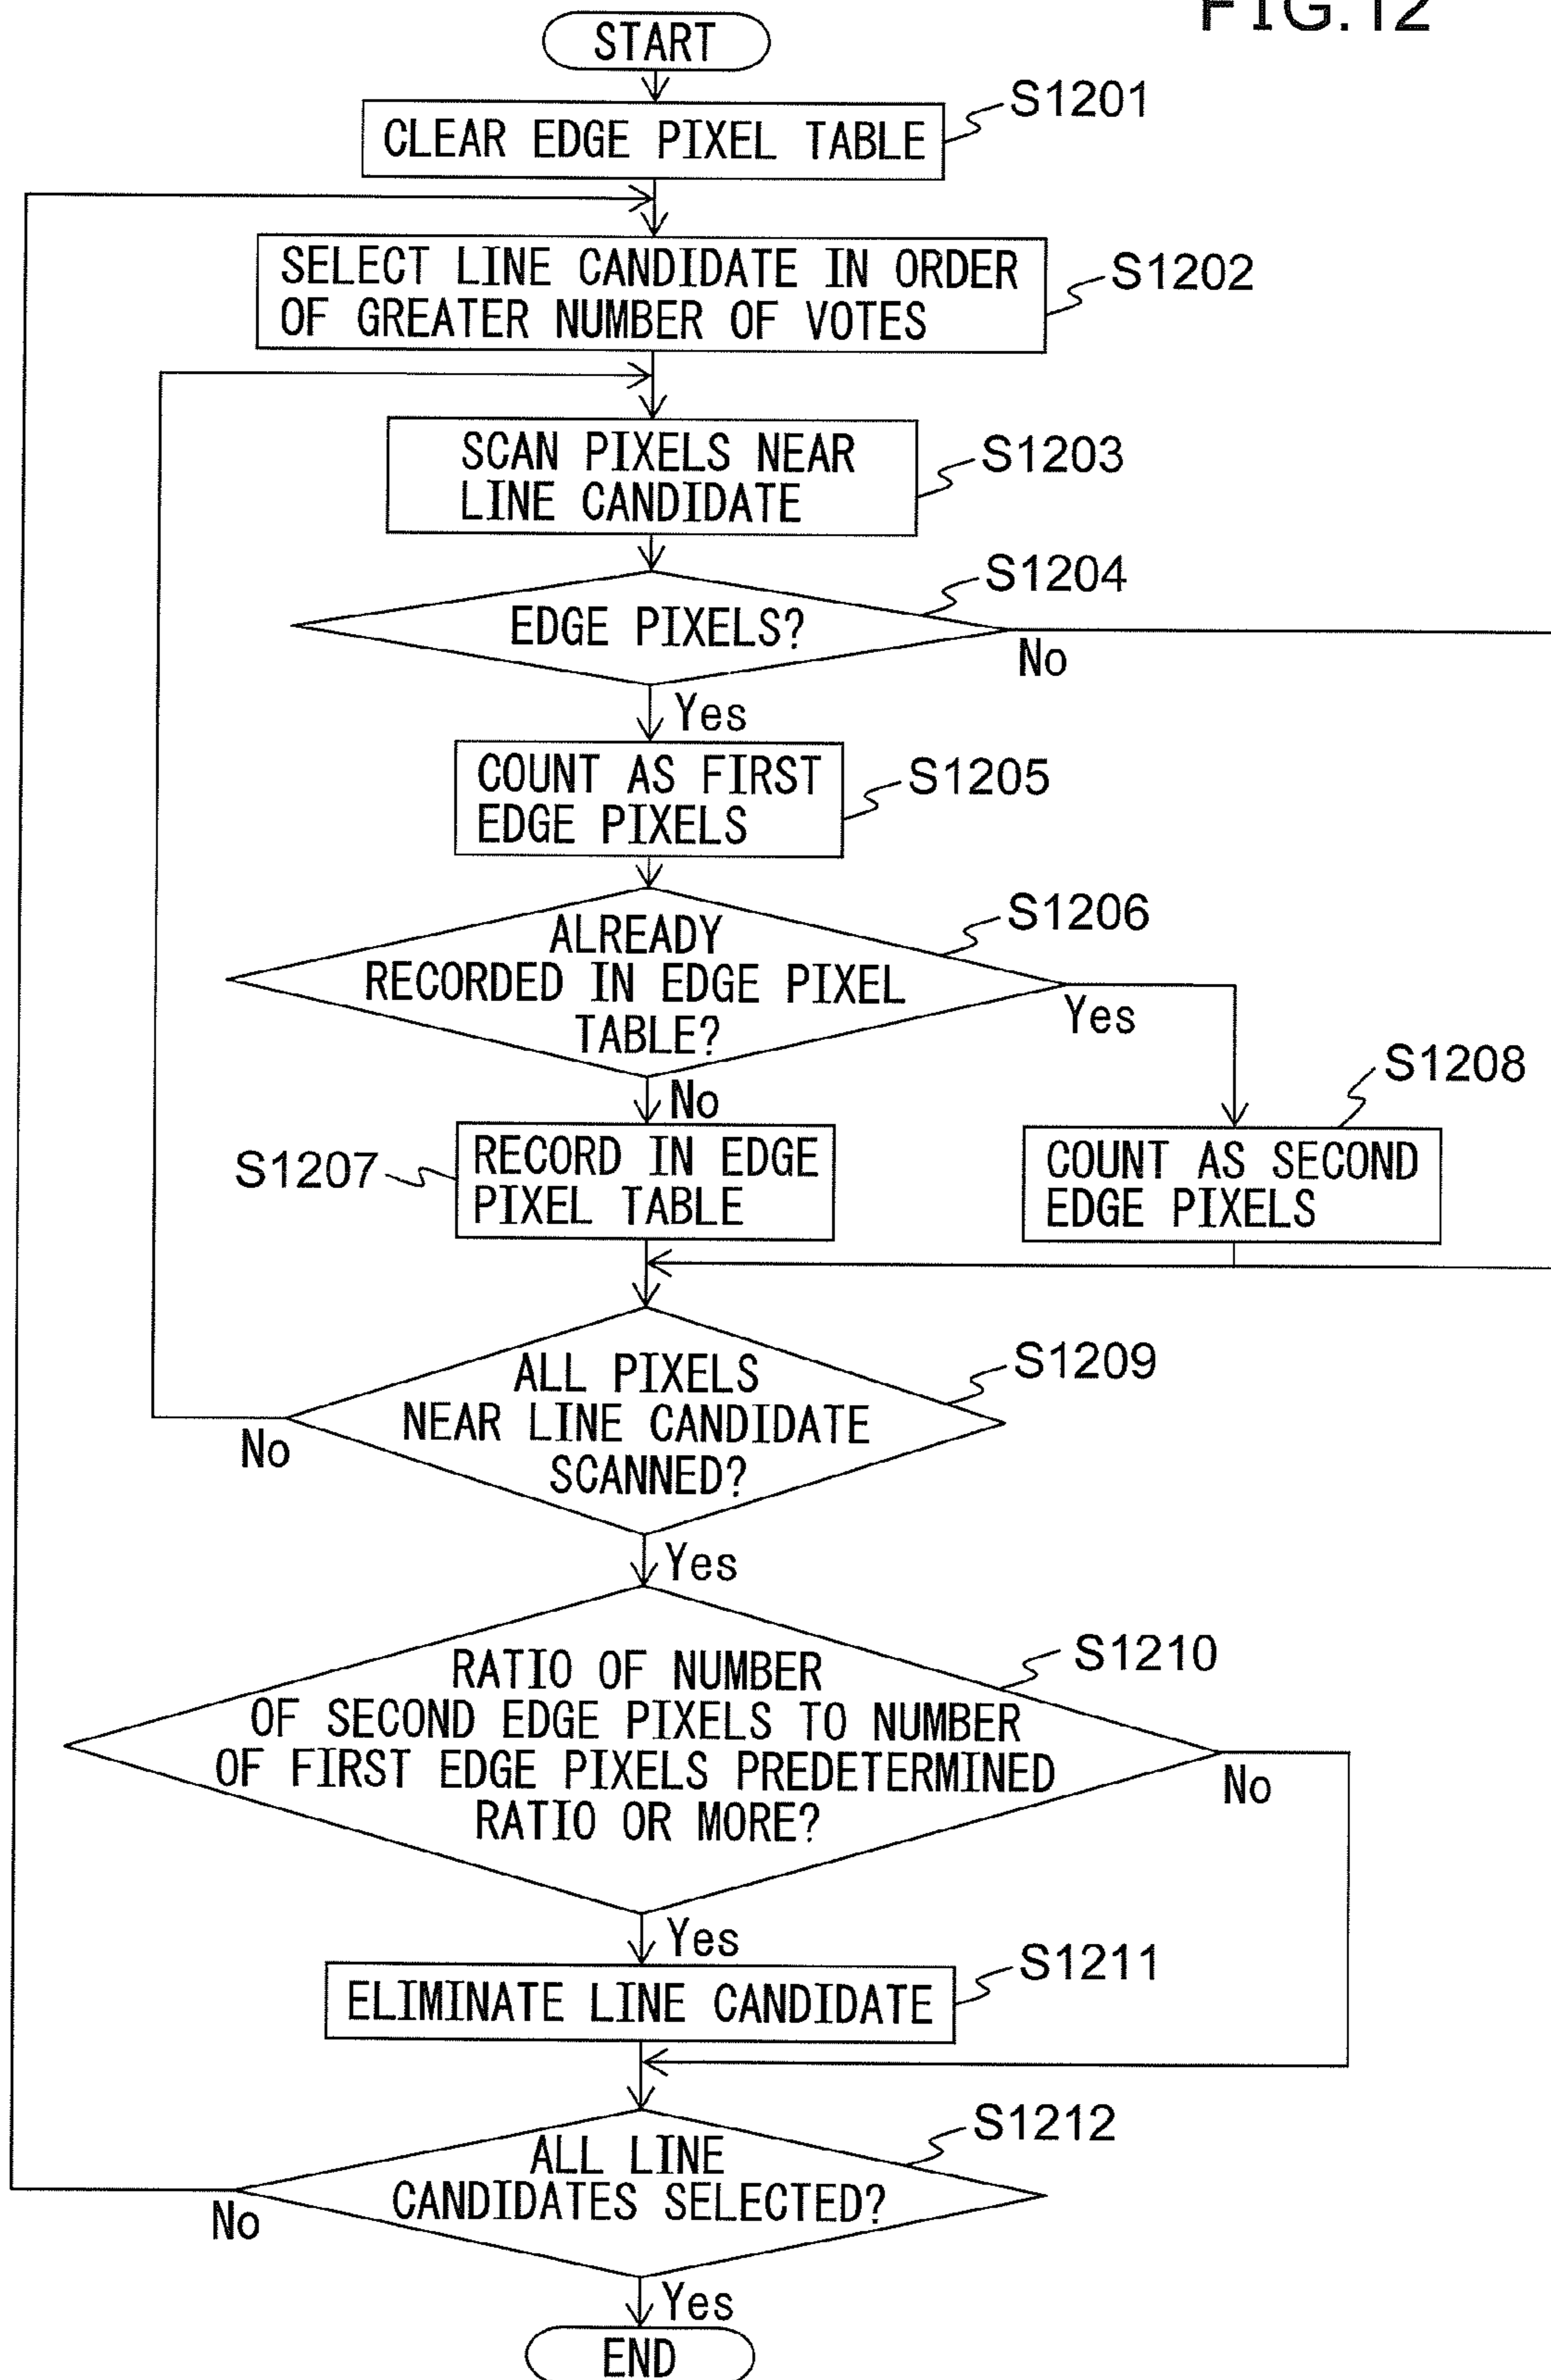 FIG.12
START
S1201
CLEAR EDGE PIXEL TABLE
SELECT LINE CANDIDATE IN ORDER
OF GREATER NUMBER OF VOTES
S1202
SCAN PIXELS NEAR
LINE CANDIDATE
S1203
S1204
EDGE PIXELS?
No
Yes
COUNT AS FIRST
EDGE PIXELS
S1205
S1206
ALREADY
RECORDED IN EDGE PIXEL
TABLE?
Yes
No
S1208
S1207
RECORD IN EDGE
PIXEL TABLE
COUNT AS SECOND
EDGE PIXELS
S1209
ALL PIXELS
NEAR LINE CANDIDATE
SCANNED?
No
Yes
S1210
RATIO OF NUMBER
OF SECOND EDGE PIXELS TO NUMBER
OF FIRST EDGE PIXELS PREDETERMINED
RATIO OR MORE?
No
Yes
S1211
ELIMINATE LINE CANDIDATE
S1212
ALL LINE
CANDIDATES SELECTED?
No
Yes
END